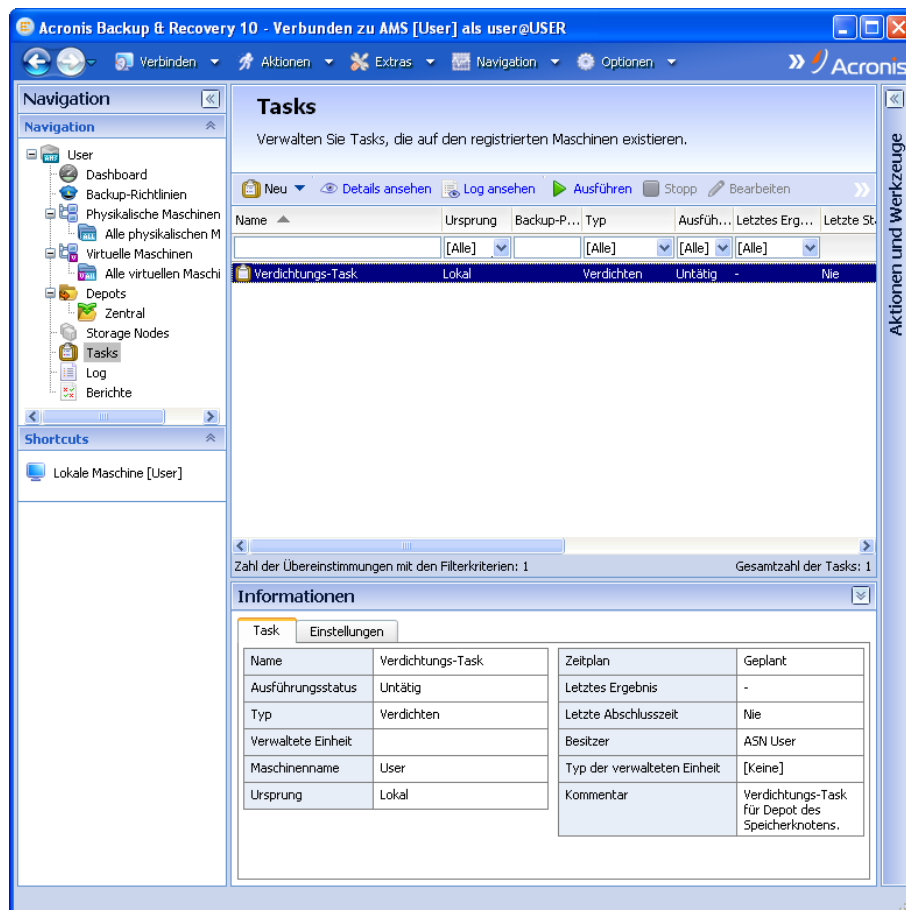 Acronis Backup & Recovery 10 - Verbunden zu AMS [User] als user@USER
Verbinden Aktionen Extras Navigation Optionen Acronis
Navigation
Navigation
User
Dashboard
Backup-Richtlinien
Physikalische Maschinen
Alle physikalischen M
Virtuelle Maschinen
Alle virtuellen Maschi
Depots
Zentral
Storage Nodes
Tasks
Log
Berichte
Shortcuts
Lokale Maschine [User]
Tasks
Verwalten Sie Tasks, die auf den registrierten Maschinen existieren.
Neu Details ansehen Log ansehen Ausführen Stopp Bearbeiten
Name Ursprung Backup-P... Typ Ausfüh... Letztes Erg... Letzte St
[Alle] [Alle] [Alle] [Alle]
Verdichtungs-Task Lokal Verdichten Untätig - Nie
Zahl der Übereinstimmungen mit den Filterkriterien: 1 Gesamtzahl der Tasks: 1
Informationen
Task Einstellungen
Name Verdichtungs-Task
Ausführungsstatus Untätig
Typ Verdichten
Verwaltete Einheit
Maschinenname User
Ursprung Lokal
Zeitplan Geplant
Letztes Ergebnis -
Letzte Abschlusszeit Nie
Besitzer ASN User
Typ der verwalteten Einheit [Keine]
Kommentar Verdichtungs-Task
für Depot des
Speicherknotens.
Aktionen und Werkzeuge